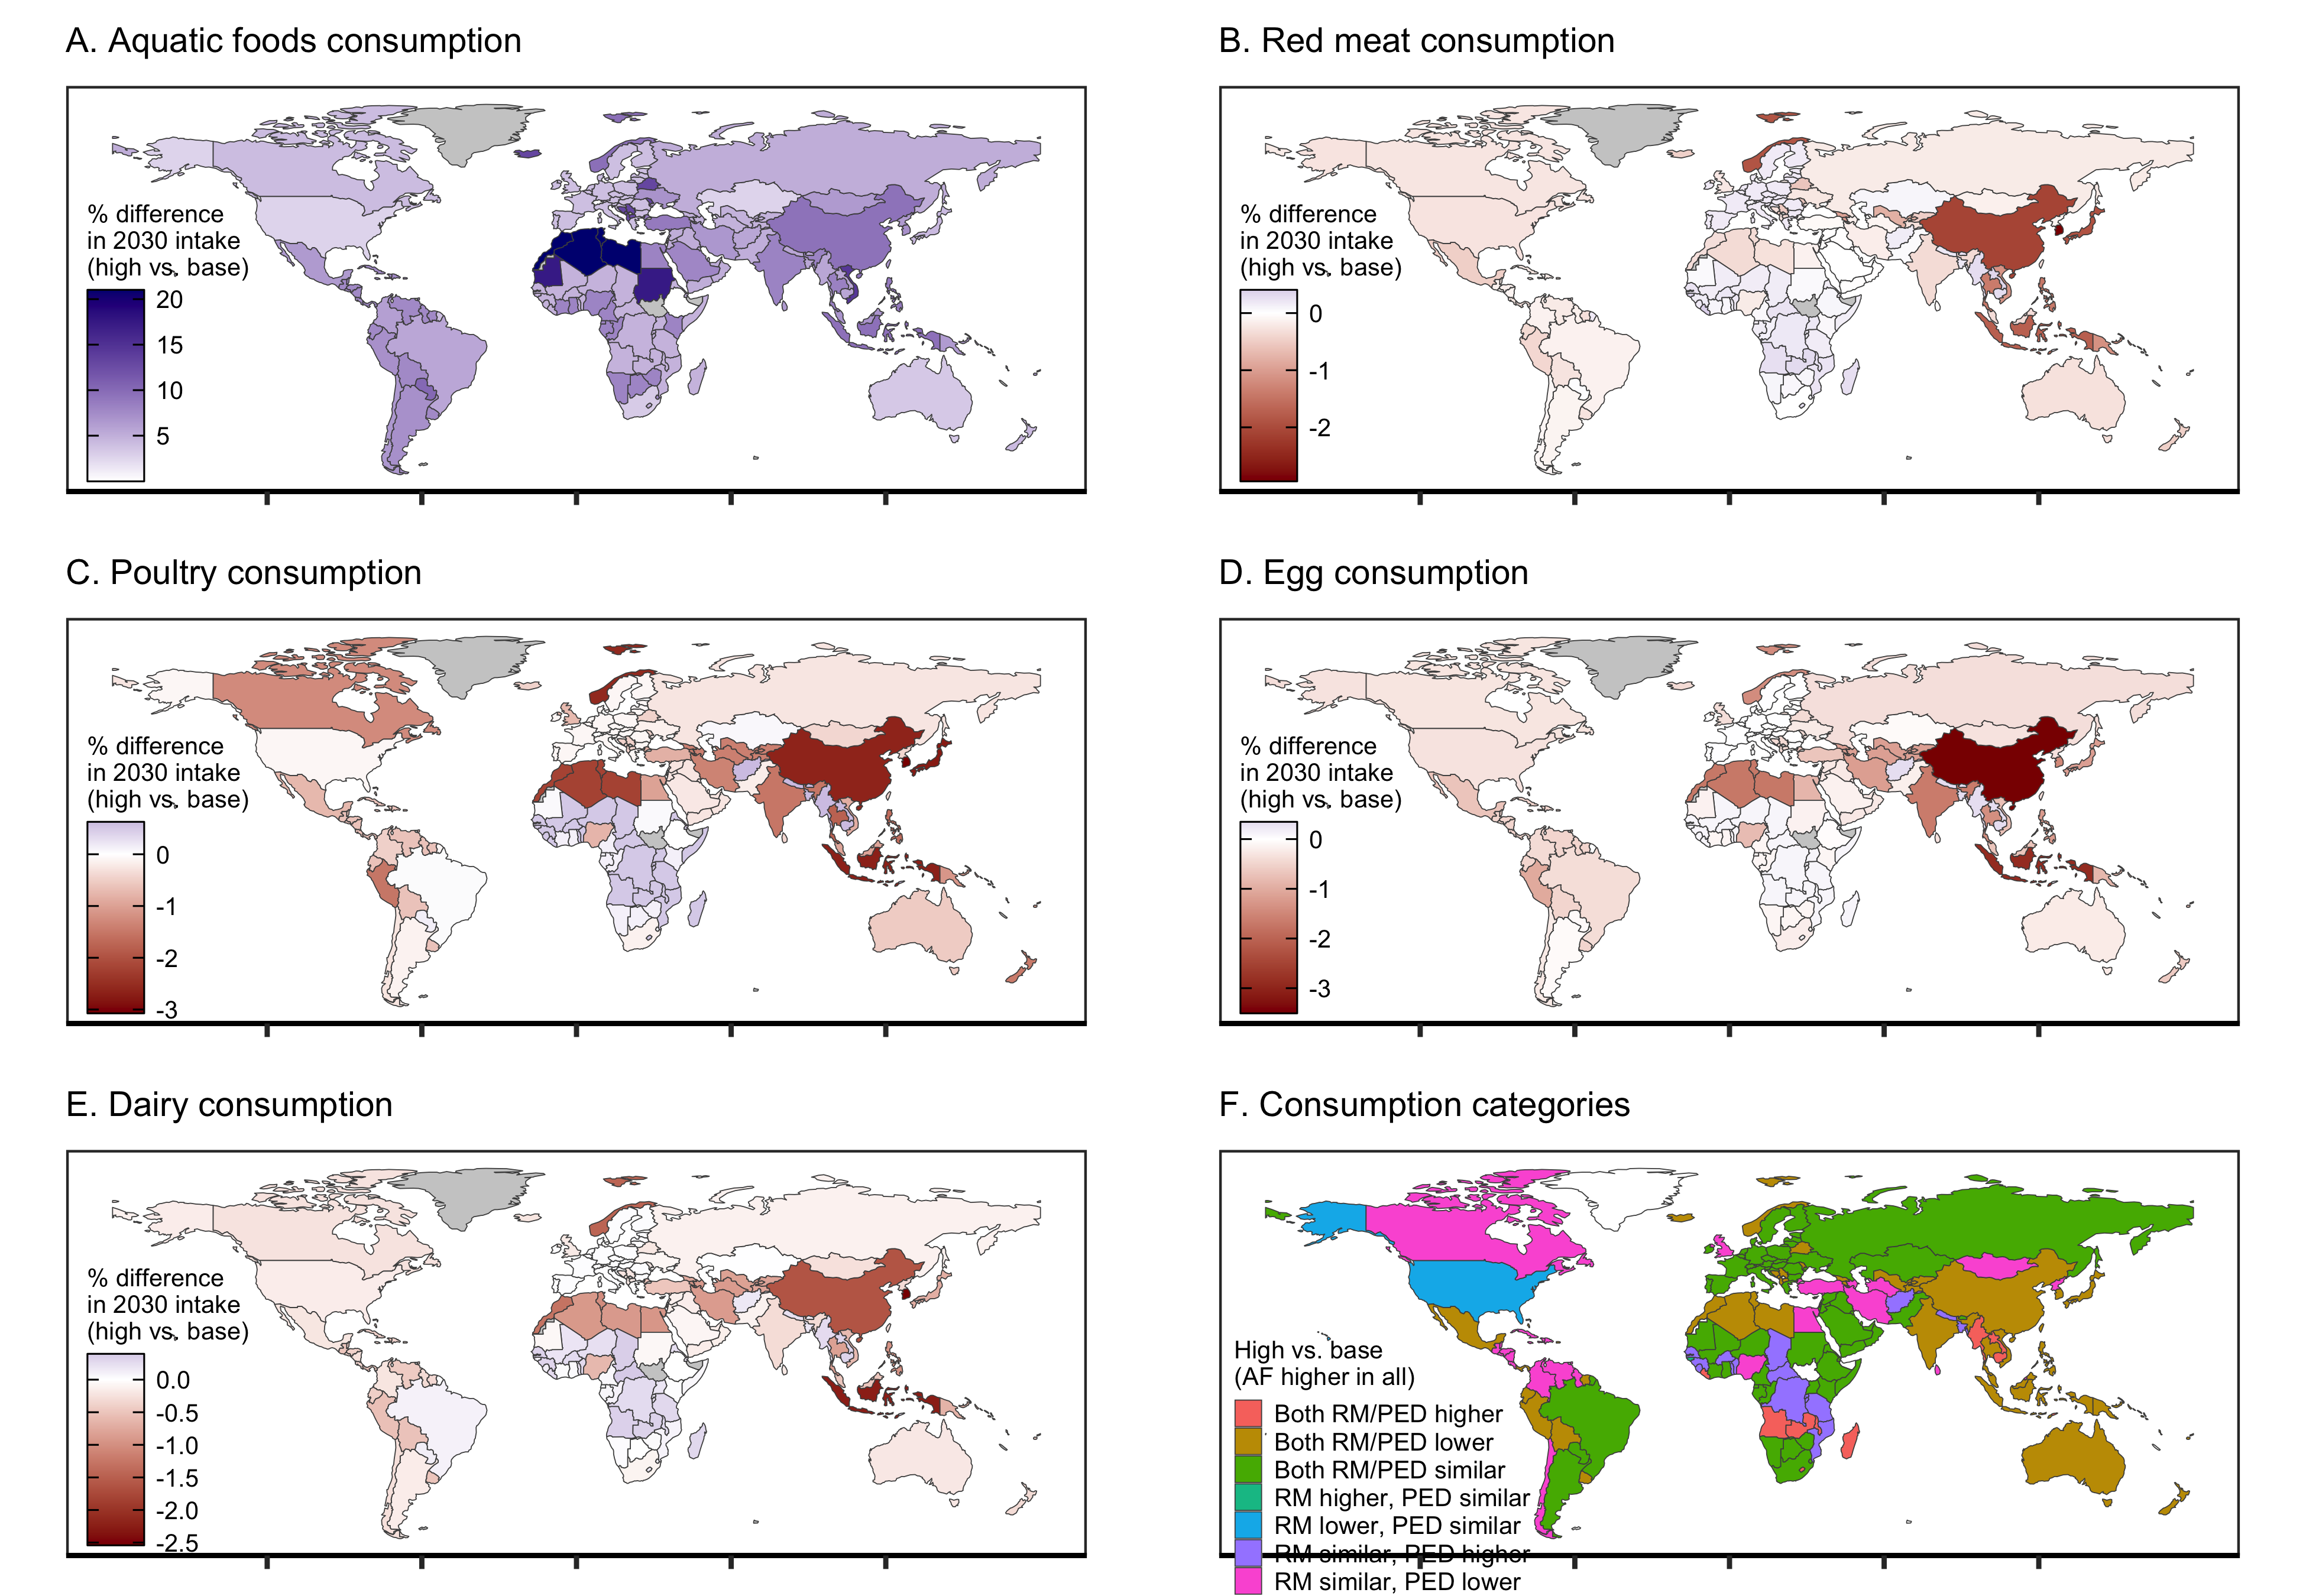 A. Aquatic foods consumption
% difference
in 2030 intake
(high vs. base)
20
15
10
5
B. Red meat consumption
% difference
in 2030 intake
(high vs. base)
0
-1
-2
C. Poultry consumption
% difference
in 2030 intake
(high vs. base)
0
-1
-2
-3
D. Egg consumption
% difference
in 2030 intake
(high vs. base)
0
-1
-2
-3
E. Dairy consumption
% difference
in 2030 intake
(high vs. base)
0.0
-0.5
-1.0
-1.5
-2.0
-2.5
F. Consumption categories
High vs. base
(AF higher in all)
Both RM/PED higher
Both RM/PED lower
Both RM/PED similar
RM higher, PED similar
RM lower, PED similar
RM similar, PED higher
RM similar, PED lower